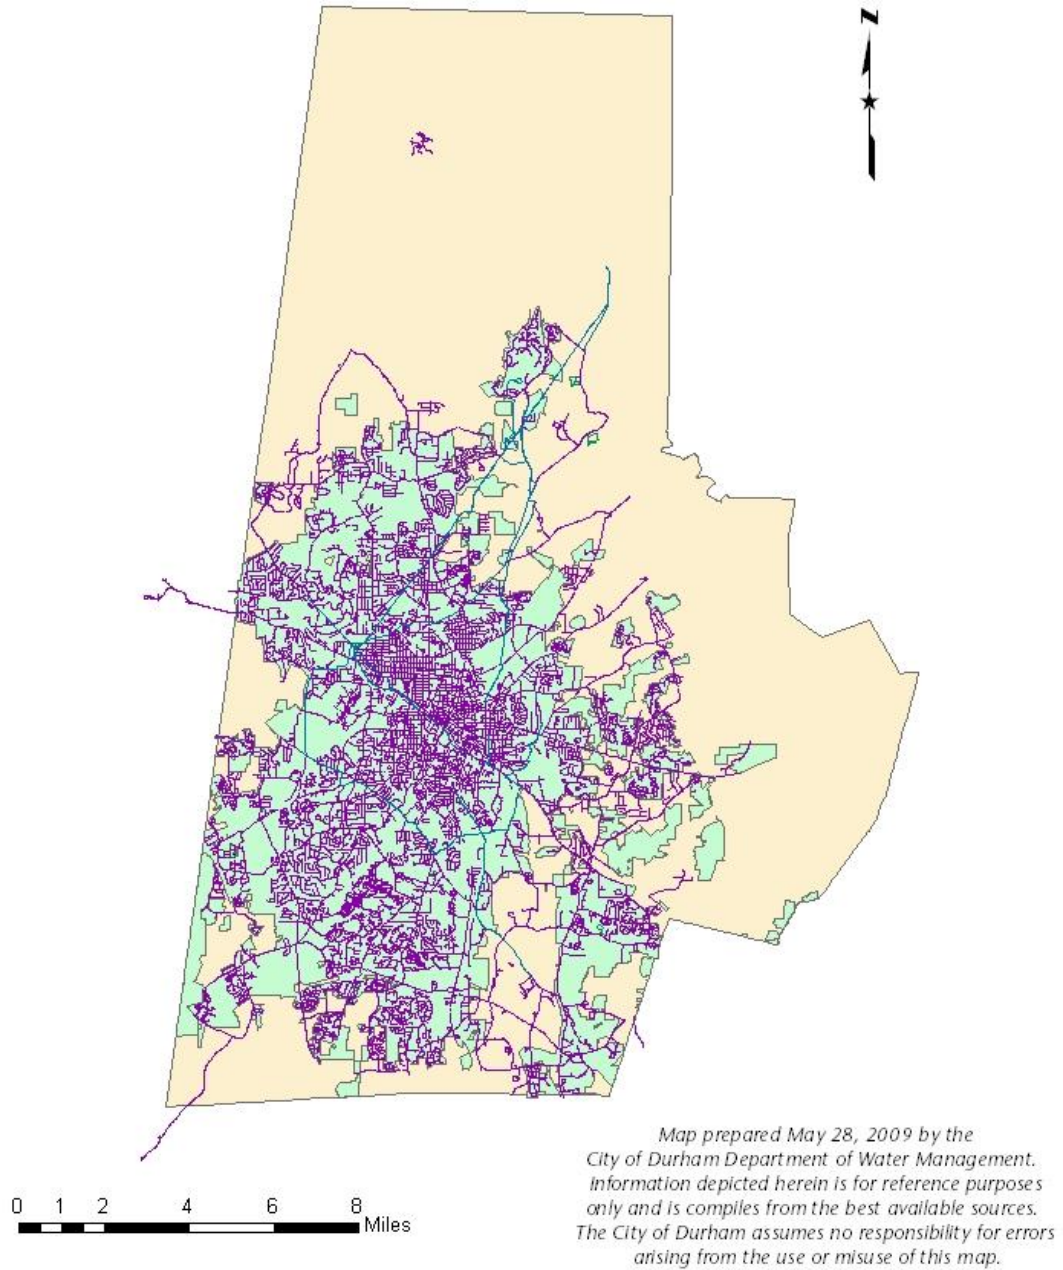 N
Map prepared May 28, 2009 by the
City of Durham Department of Water Management.
Information depicted herein is for reference purposes
only and is compiles from the best available sources.
The City of Durham assumes no responsibility for errors
arising from the use or misuse of this map.
0 1 2 4 6 8
Miles